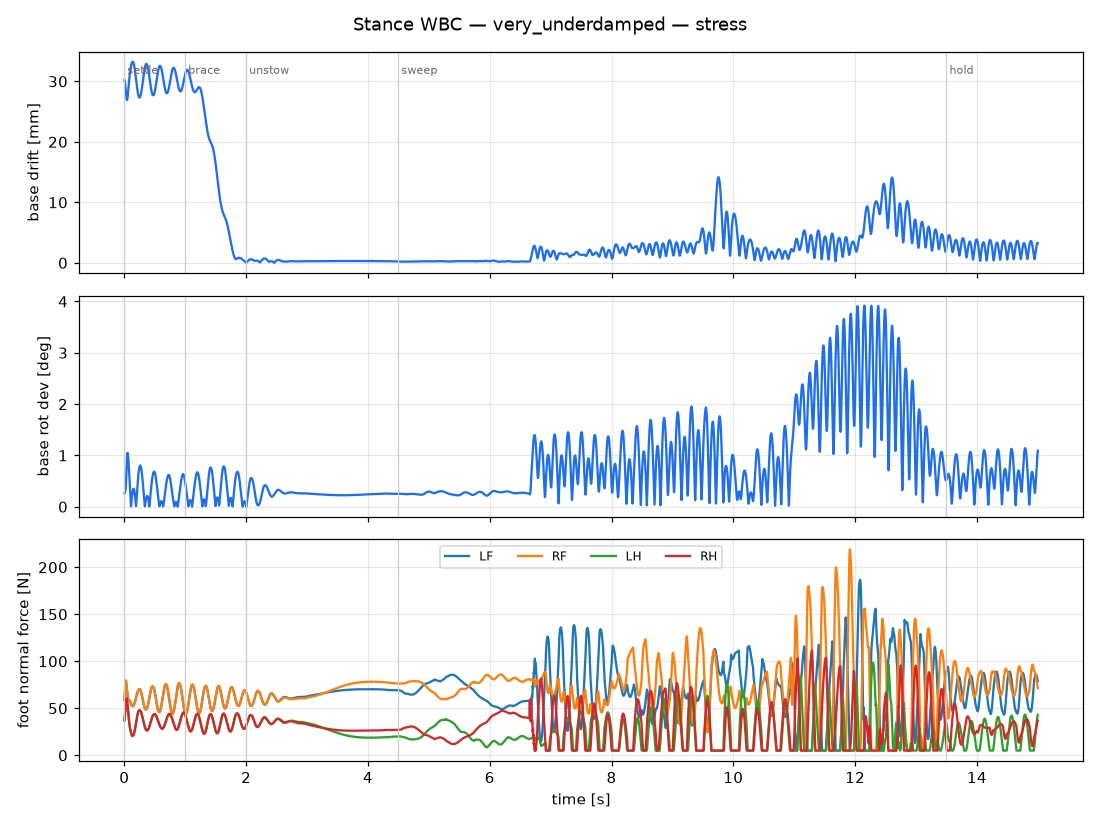 Stance WBC — very_underdamped — stress
settle brace unstow sweep hold
base drift [mm]
30
20
10
0
base rot dev [deg]
4
3
2
1
0
LF RF LH RH
foot normal force [N]
200
150
100
50
0
0 2 4 6 8 10 12 14
time [s]